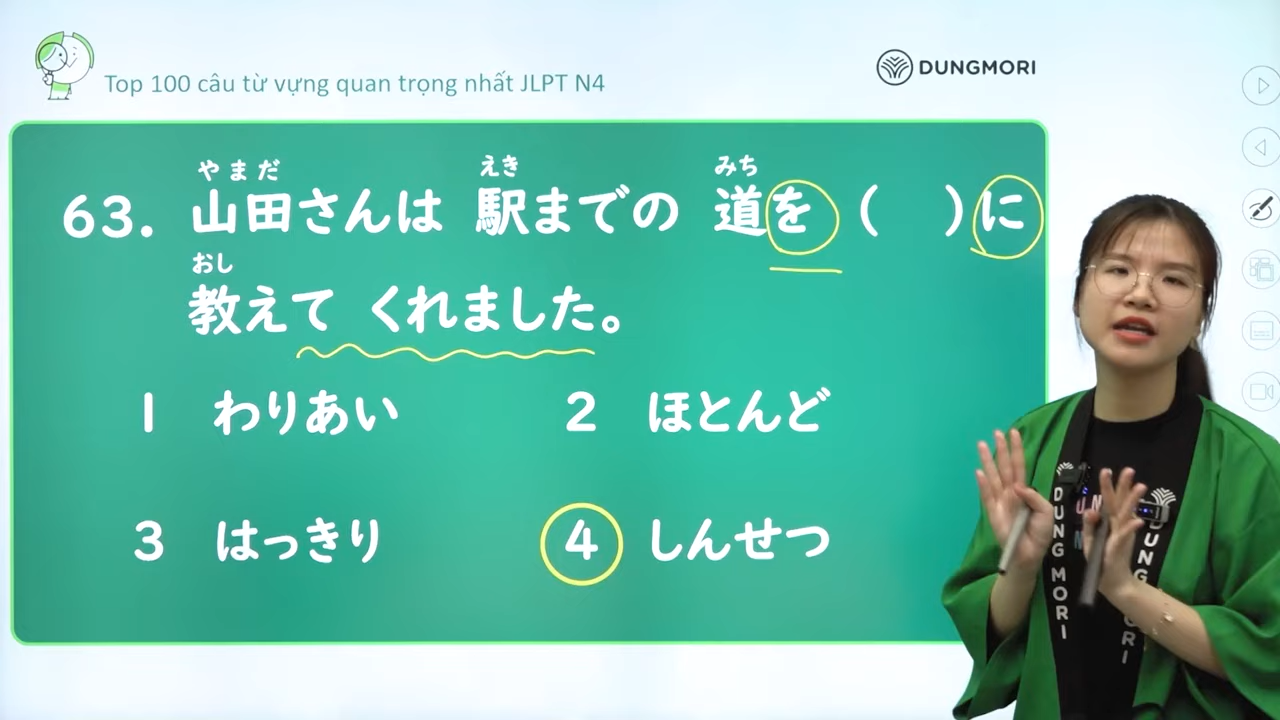 Top 100 câu từ vựng quan trọng nhất JLPT N4
DUNGMORI
やまだ えき みち
63. 山田さんは 駅までの 道を ( )に
おし
教えて くれました。
1 わりあい 2 ほとんど
3 はっきり 4 しんせつ
DUNG MORI